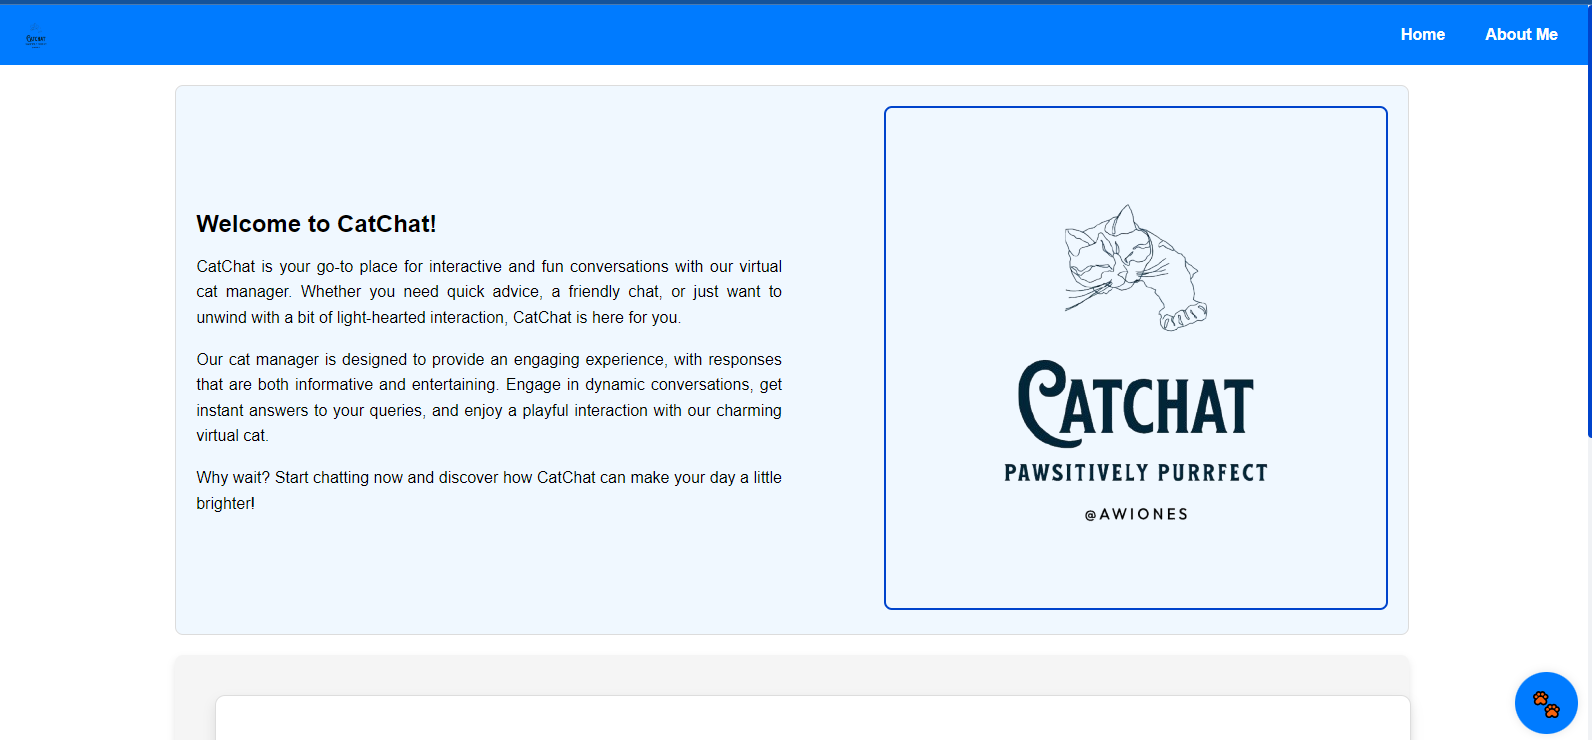 CATCHAT
Home
About Me
Welcome to CatChat!
CatChat is your go-to place for interactive and fun conversations with our virtual
cat manager. Whether you need quick advice, a friendly chat, or just want to
unwind with a bit of light-hearted interaction, CatChat is here for you.
Our cat manager is designed to provide an engaging experience, with responses
that are both informative and entertaining. Engage in dynamic conversations, get
instant answers to your queries, and enjoy a playful interaction with our charming
virtual cat.
Why wait? Start chatting now and discover how CatChat can make your day a little
brighter!
CATCHAT
PAWSITIVELY PURRFECT
@AWIONES